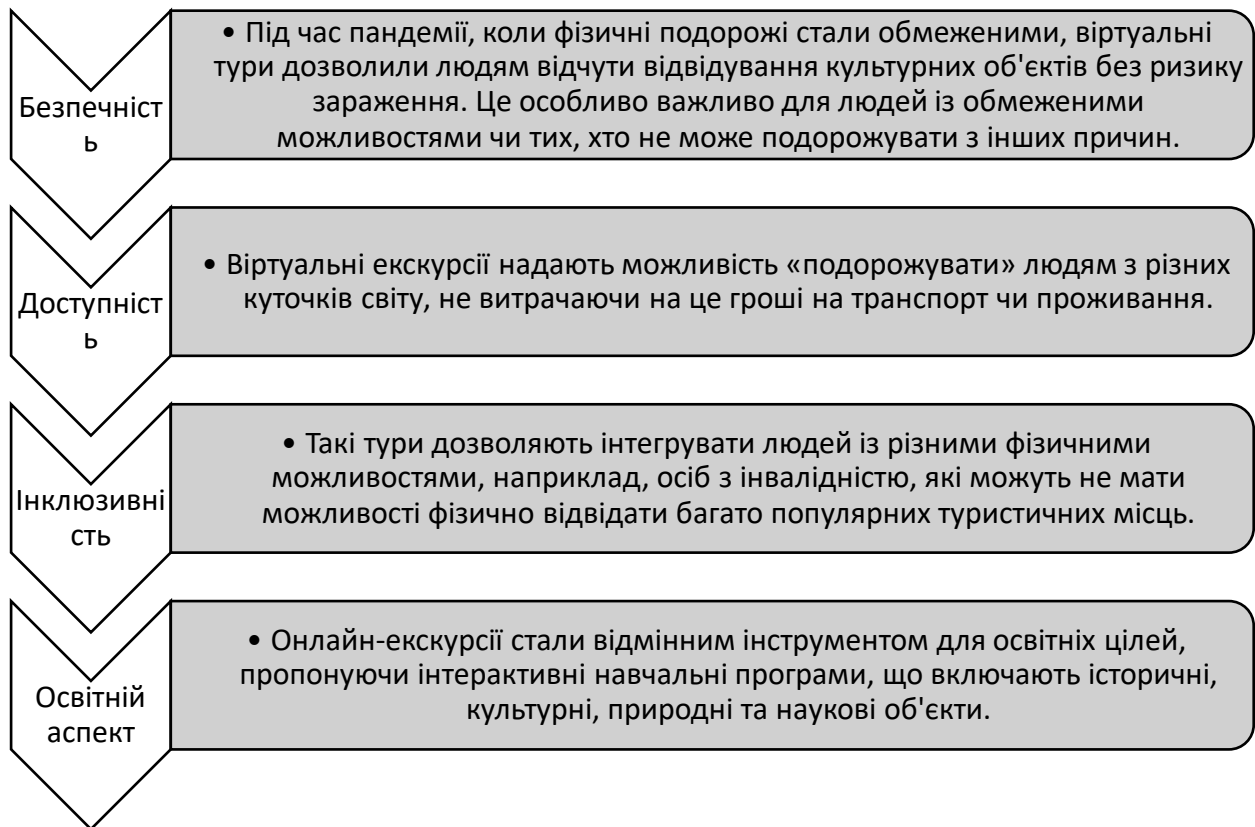 Безпечніст
ь
• Під час пандемії, коли фізичні подорожі стали обмеженими, віртуальні
тури дозволили людям відчути відвідування культурних об'єктів без ризику
зараження. Це особливо важливо для людей із обмеженими
можливостями чи тих, хто не може подорожувати з інших причин.
Доступніст
ь
• Віртуальні екскурсії надають можливість «подорожувати» людям з різних
куточків світу, не витрачаючи на це гроші на транспорт чи проживання.
Інклюзивні
сть
• Такі тури дозволяють інтегрувати людей із різними фізичними
можливостями, наприклад, осіб з інвалідністю, які можуть не мати
можливості фізично відвідати багато популярних туристичних місць.
Освітній
аспект
• Онлайн-екскурсії стали відмінним інструментом для освітніх цілей,
пропонуючи інтерактивні навчальні програми, що включають історичні,
культурні, природні та наукові об'єкти.